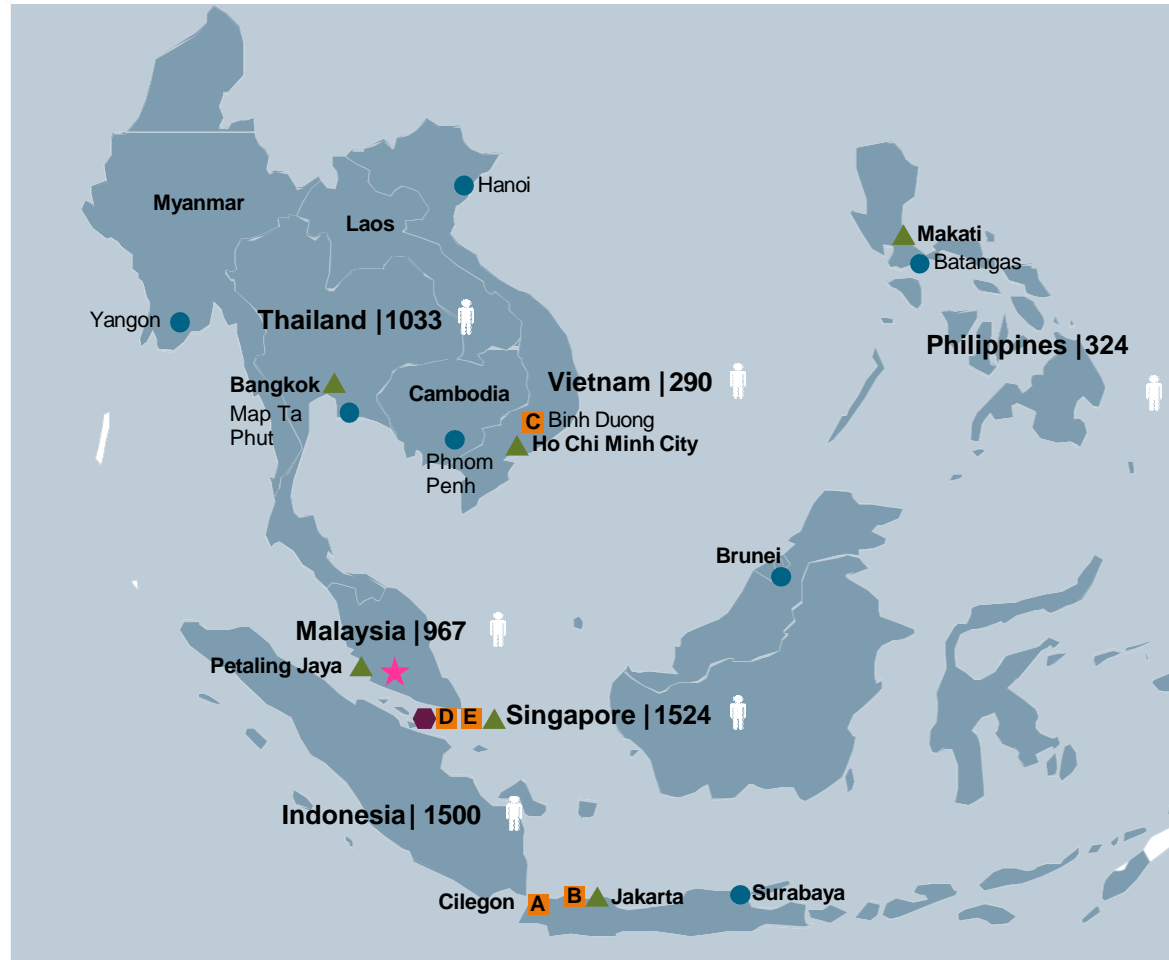 Hanoi
Myanmar
Laos
Makati
Batangas
Yangon
Thailand |1033
Philippines |324
Bangkok
Cambodia
Vietnam |290
Map Ta
Phut
C Binh Duong
Ho Chi Minh City
Phnom
Penh
Brunei
Malaysia |967
Petaling Jaya
D E Singapore |1524
Indonesia| 1500
Cilegon A B Jakarta Surabaya